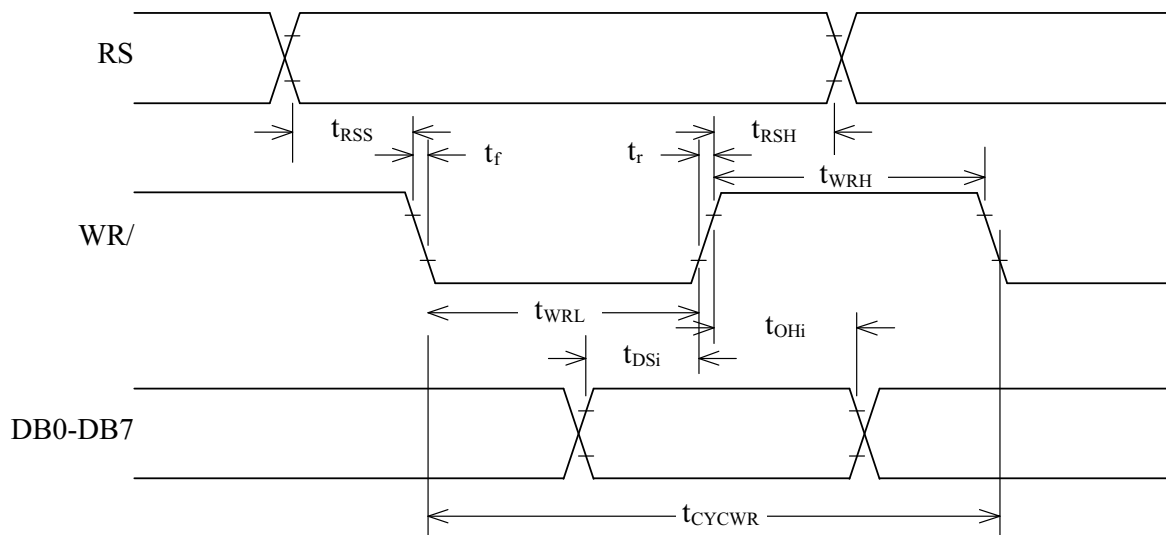 RS
tRSS
tRSH
tf
tr
tWRH
WR/
tWRL
tOHi
tDSi
DB0-DB7
tCYCWR